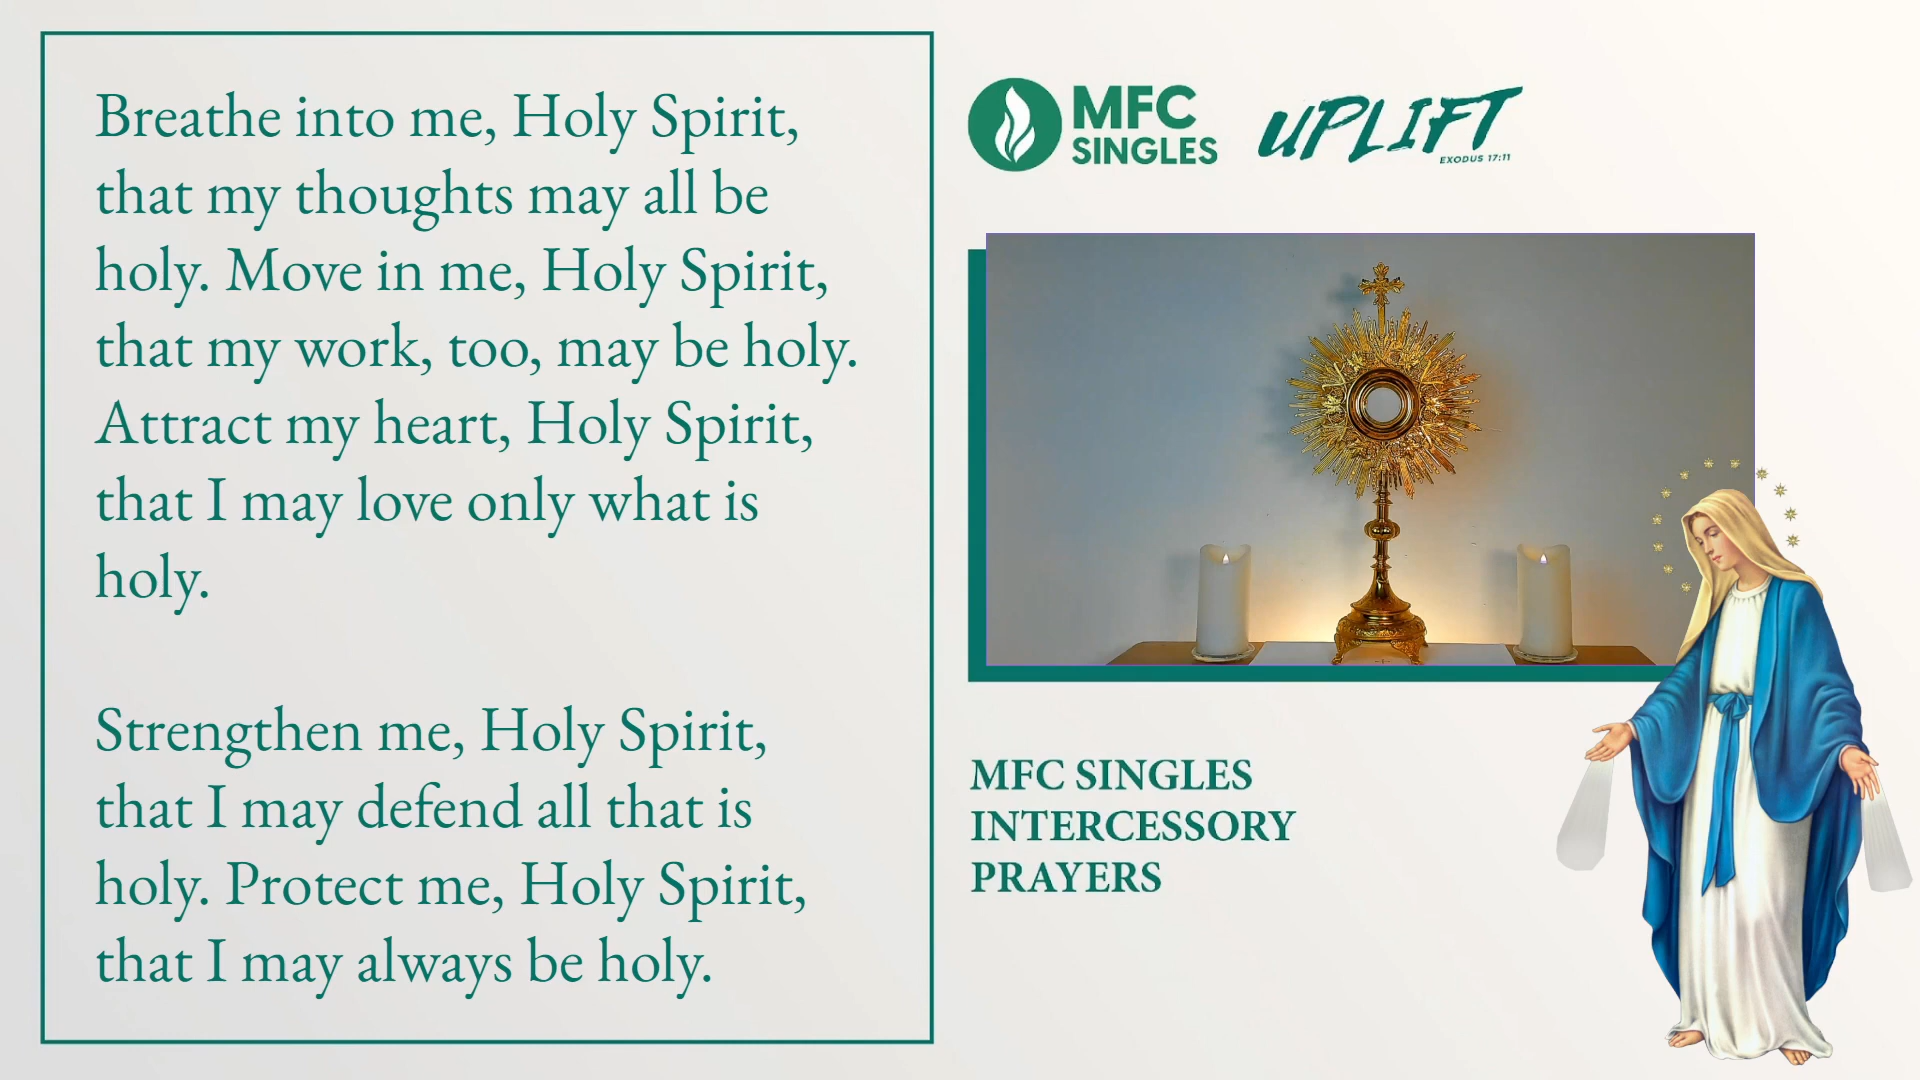 Breathe into me, Holy Spirit,
that my thoughts may all be
holy. Move in me, Holy Spirit,
that my work, too, may be holy.
Attract my heart, Holy Spirit,
that I may love only what is
holy.
Strengthen me, Holy Spirit,
that I may defend all that is
holy. Protect me, Holy Spirit,
that I may always be holy.
MFC
SINGLES
UPLIFT
EXODUS 17:11
MFC SINGLES
INTERCESSORY
PRAYERS